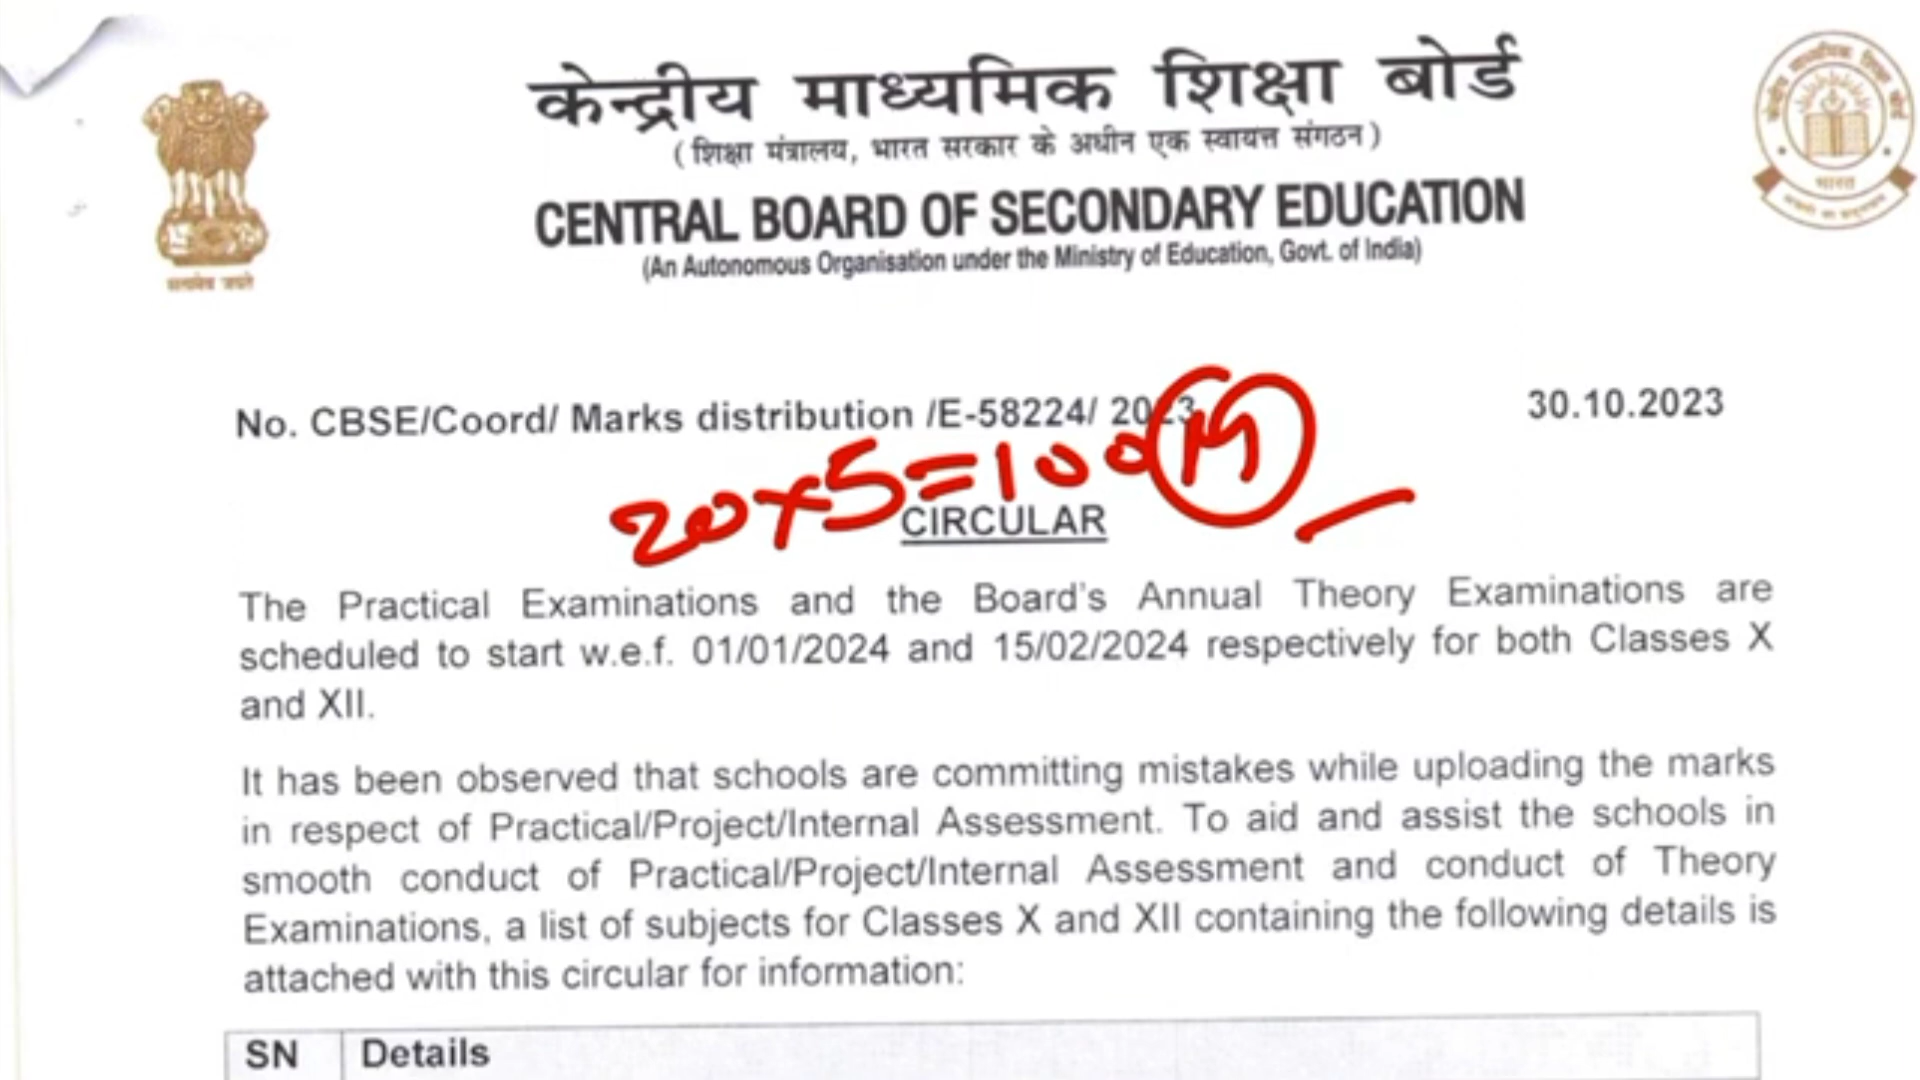 केन्द्रीय माध्यमिक शिक्षा बोर्ड
( शिक्षा मंत्रालय, भारत सरकार के अधीन एक स्वायत्त संगठन )
CENTRAL BOARD OF SECONDARY EDUCATION
(An Autonomous Organisation under the Ministry of Education, Govt. of India)
सत्यमेव जयते
भारत
No. CBSE/Coord/ Marks distribution /E-58224/ 2023 30.10.2023
20x5=100 M
CIRCULAR
The Practical Examinations and the Board's Annual Theory Examinations are
scheduled to start w.e.f. 01/01/2024 and 15/02/2024 respectively for both Classes X
and XII.
It has been observed that schools are committing mistakes while uploading the marks
in respect of Practical/Project/Internal Assessment. To aid and assist the schools in
smooth conduct of Practical/Project/Internal Assessment and conduct of Theory
Examinations, a list of subjects for Classes X and XII containing the following details is
attached with this circular for information:
SN Details